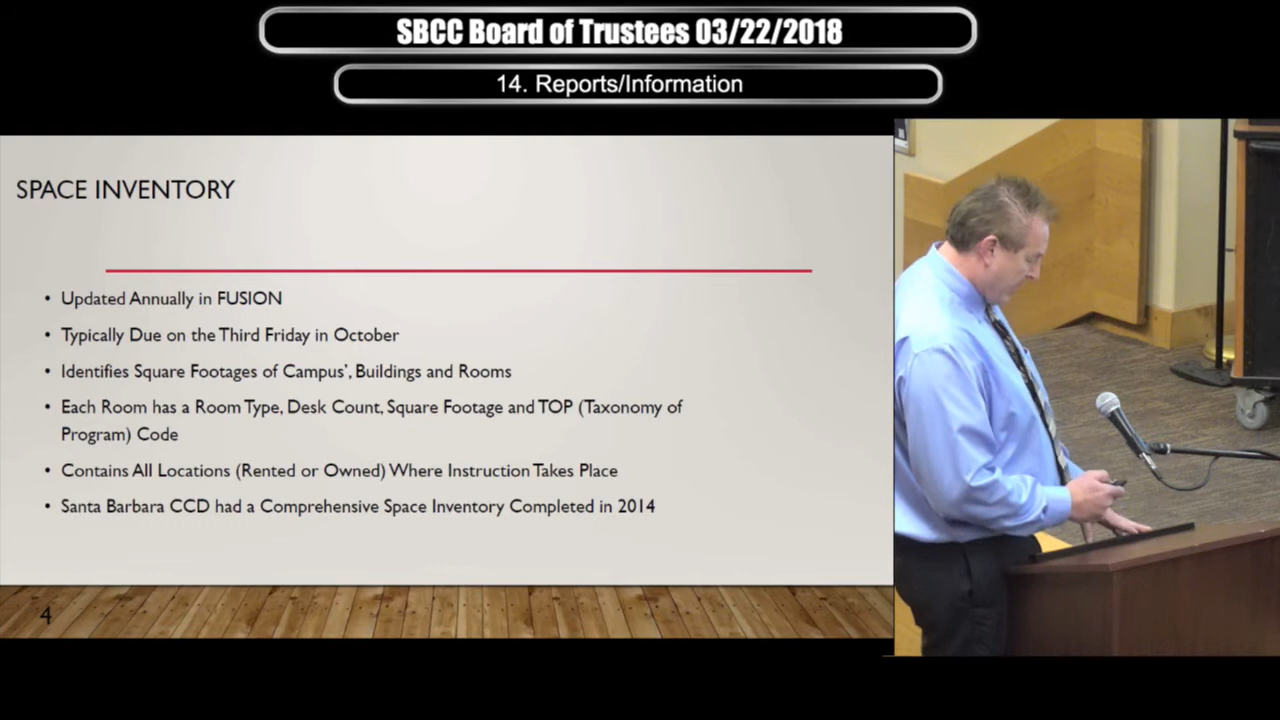 SBCC Board of Trustees 03/22/2018
14. Reports/Information
SPACE INVENTORY
• Updated Annually in FUSION
• Typically Due on the Third Friday in October
• Identifies Square Footages of Campus', Buildings and Rooms
• Each Room has a Room Type, Desk Count, Square Footage and TOP (Taxonomy of
Program) Code
• Contains All Locations (Rented or Owned) Where Instruction Takes Place
• Santa Barbara CCD had a Comprehensive Space Inventory Completed in 2014
4